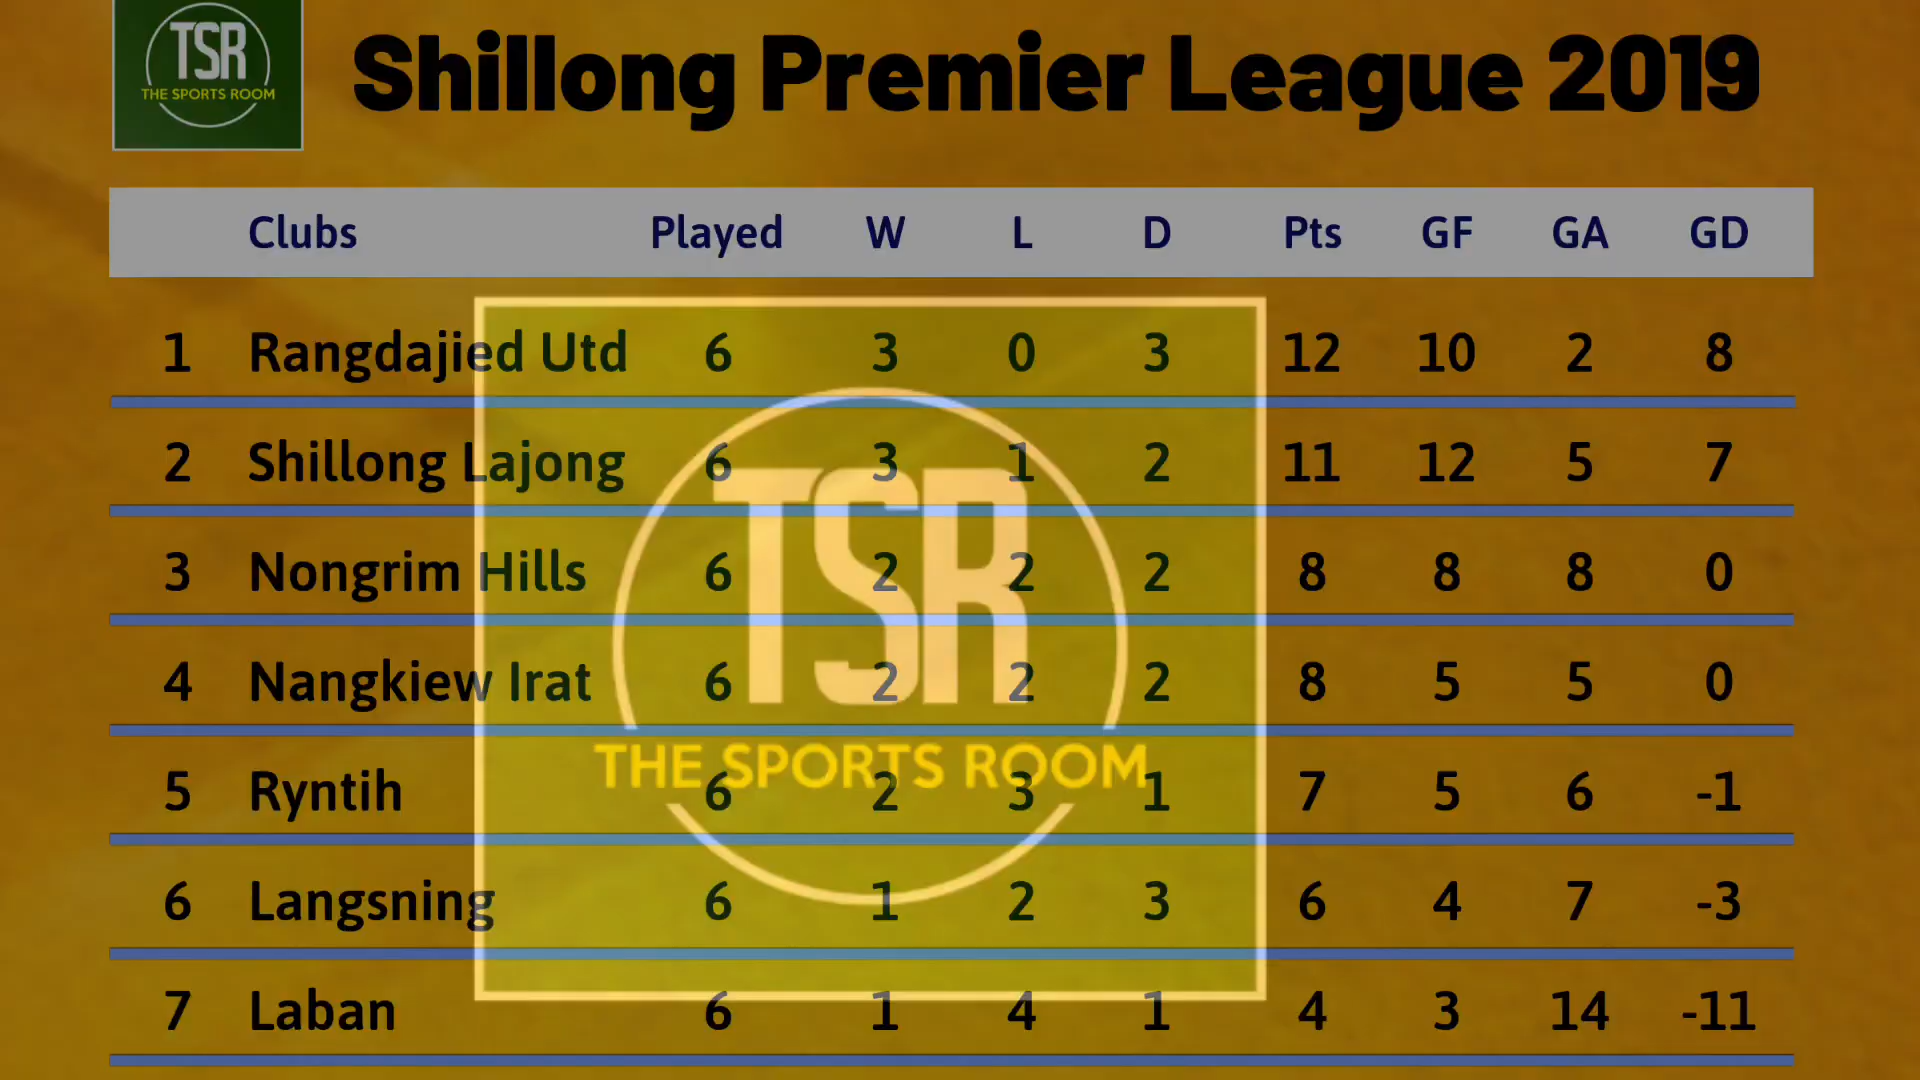 TSR
THE SPORTS ROOM
Shillong Premier League 2019
Clubs Played W L D Pts GF GA GD
1 Rangdajied Utd 6 3 0 3 12 10 2 8
2 Shillong Lajong 6 3 1 2 11 12 5 7
3 Nongrim Hills 6 2 2 2 8 8 8 0
4 Nangkiew Irat 6 2 2 2 8 5 5 0
5 Ryntih 6 2 3 1 7 5 6 -1
6 Langsning 6 1 2 3 6 4 7 -3
7 Laban 6 1 4 1 4 3 14 -11
TSR
THE SPORTS ROOM